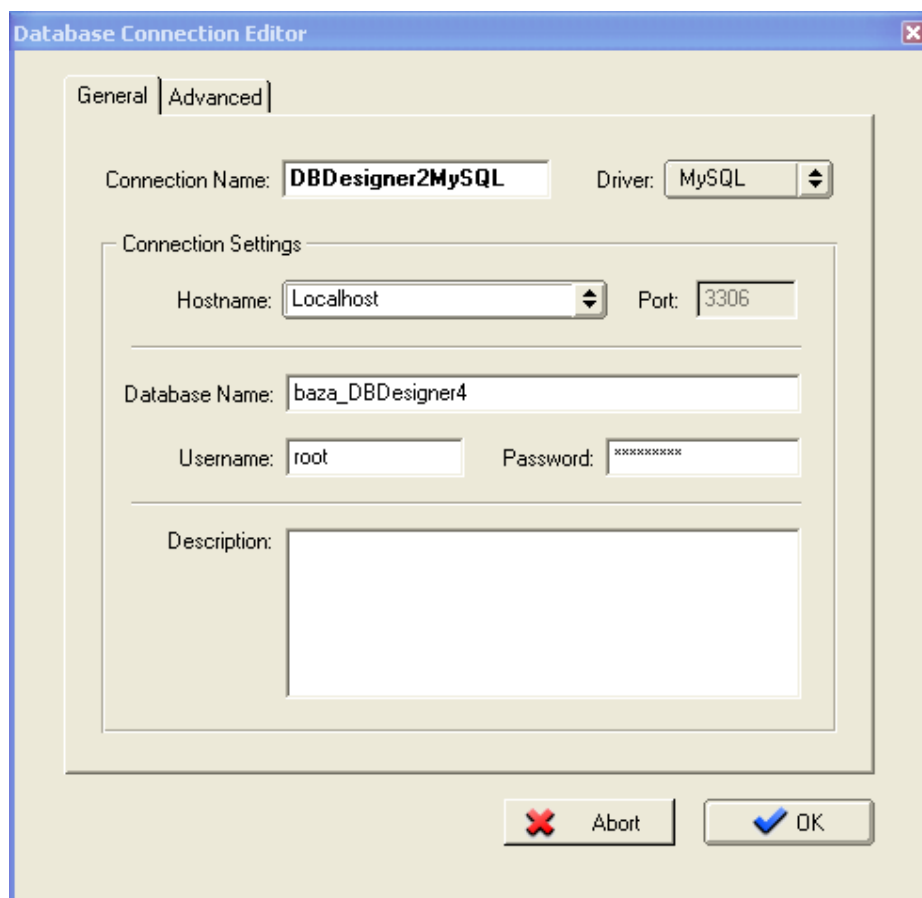 Database Connection Editor
General Advanced
Connection Name: DBDesigner2MySQL Driver: MySQL
Connection Settings
Hostname: Localhost Port: 3306
Database Name: baza_DBDesigner4
Username: root Password: *********
Description:
Abort OK